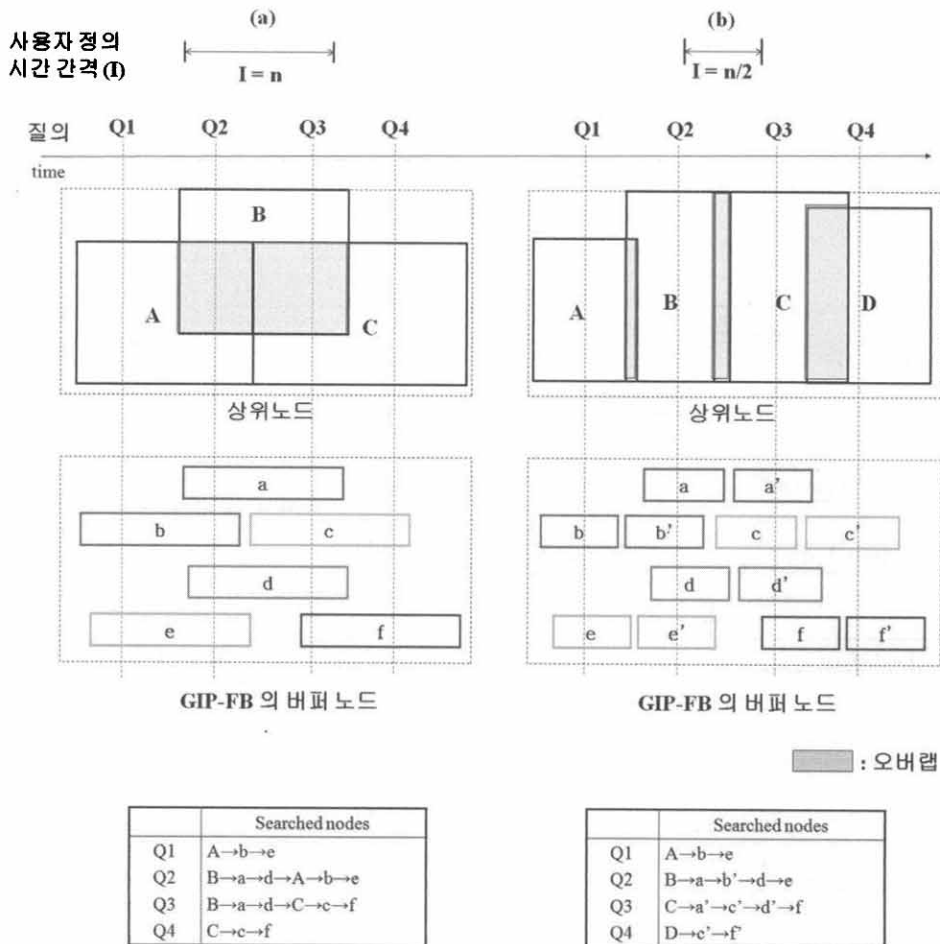 (a)
(b)
사용자 정의
시간 간격 (I)
I = n
I = n/2
질의 Q1 Q2 Q3 Q4
Q1 Q2 Q3 Q4
time
B
A
C
A B C D
상위노드
상위노드
a
b c
d
e f
a a’
b b’ c c’
d d’
e e’ f f’
GIP-FB 의 버퍼 노드
GIP-FB 의 버퍼 노드
: 오버랩
Searched nodes
Q1 A→b→e
Q2 B→a→d→A→b→e
Q3 B→a→d→C→c→f
Q4 C→c→f
Searched nodes
Q1 A→b→e
Q2 B→a→b’→d→e
Q3 C→a’→c’→d’→f
Q4 D→c’→f’